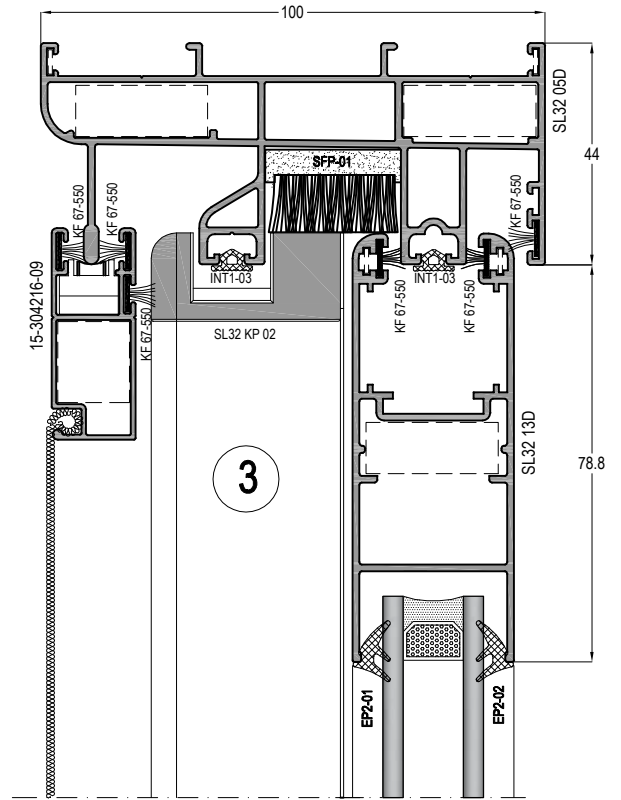 100
SL32 05D
44
SFP-01
KF 67-550
KF 67-550
KF 67-550
15-304216-09
INT1-03
INT1-03
KF 67-550
KF 67-550
KF 67-550
SL32 KP 02
SL32 13D
3
78.8
EP2-01
EP2-02